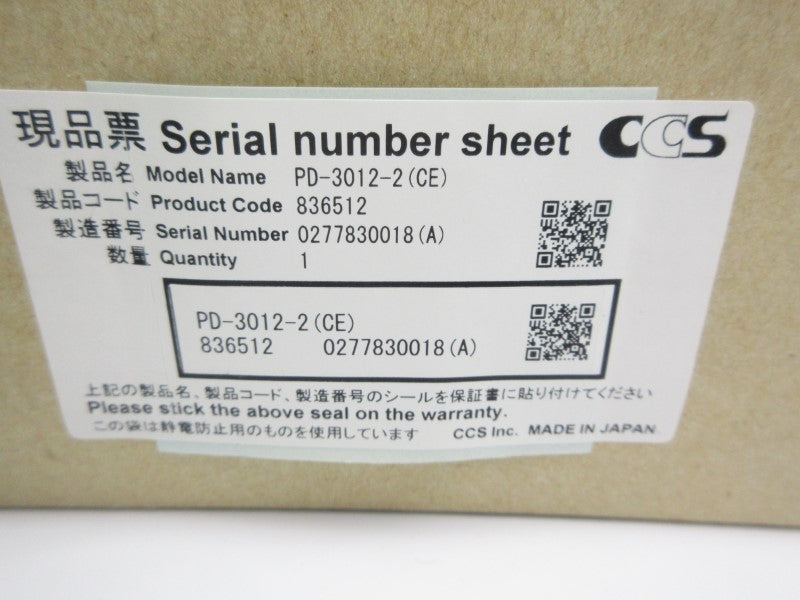 現品票 Serial number sheet CCS
製品名 Model Name PD-3012-2(CE)
製品コード Product Code 836512
製造番号 Serial Number 0277830018(A)
数量 Quantity 1
PD-3012-2(CE)
836512 0277830018(A)
上記の製品名、製品コード、製造番号のシールを保証書に貼り付けてください
Please stick the above seal on the warranty.
この袋は静電防止用のものを使用しています CCS Inc. MADE IN JAPAN